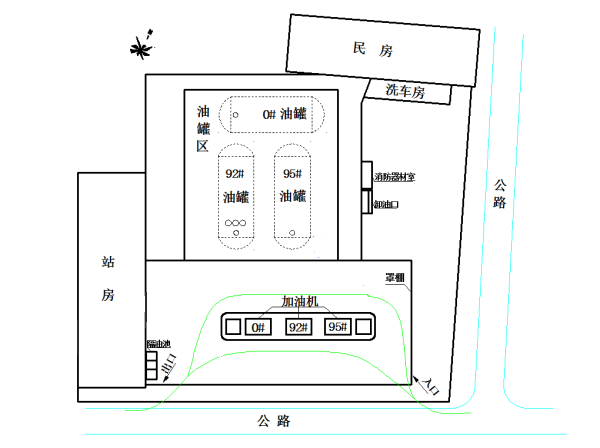 北
民房
洗车房
油罐区
0# 油罐
92#
油罐
95#
油罐
消防器材室
卸油口
公路
站房
罩棚
加油机
0#
92#
95#
隔油池
出口
入口
公路